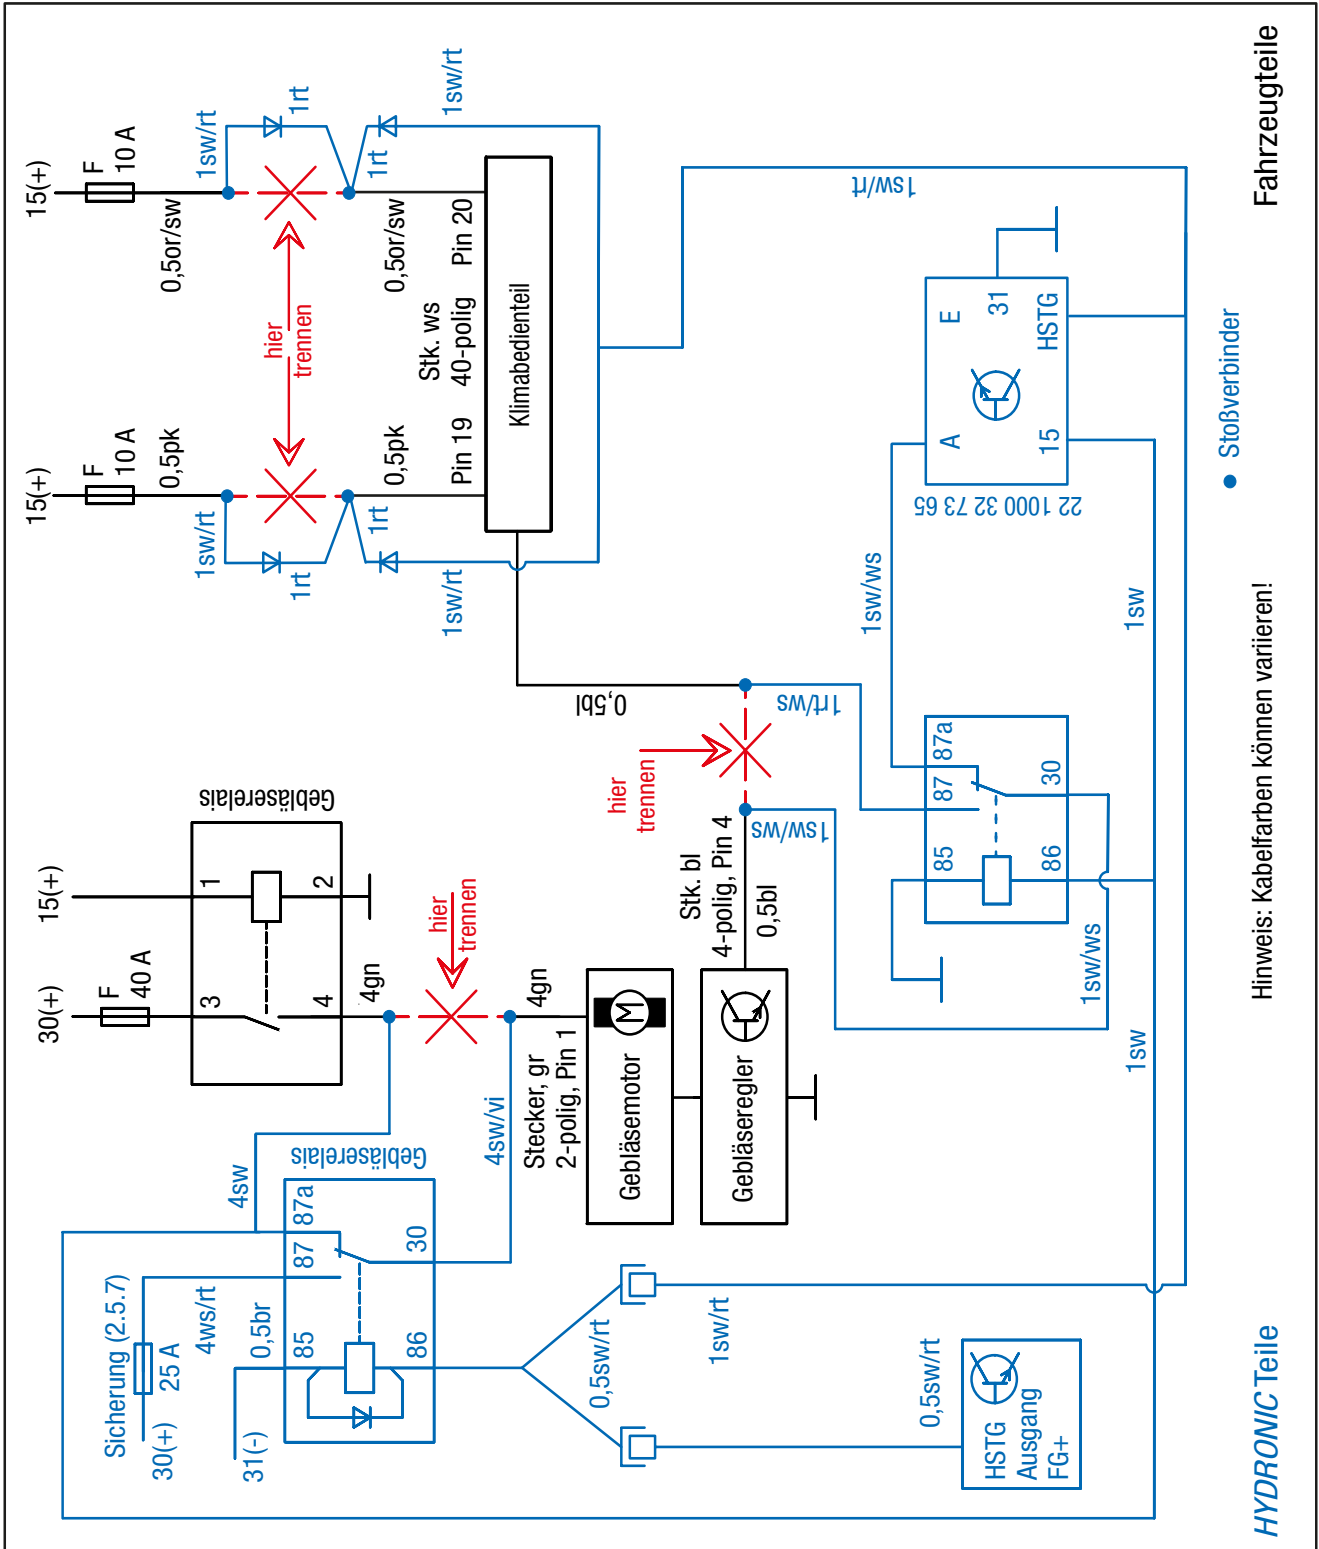 15(+)
F
10 A
0,5or/sw
1sw/rt
1rt
1rt
1sw/rt
0,5or/sw
hier
trennen
15(+)
F
10 A
0,5pk
1sw/rt
1rt
1rt
1sw/rt
0,5pk
Stk. ws
40-polig
Pin 20
Pin 19
Klimabedienteil
1sw/rt
Fahrzeugteile
E
31
HSTG
A
15
22 1000 32 73 65
Stoßverbinder
1sw/ws
1sw
0,5bl
1rt/ws
hier
trennen
1sw/ws
87a
87
30
85
86
1sw/ws
1sw
Hinweis: Kabelfarben können variieren!
Gebläserelais
15(+)
1
2
30(+)
F
40 A
3
4
4gn
hier
trennen
4gn
Stecker, gr
2-polig, Pin 1
M
Gebläsemotor
Stk. bl
4-polig, Pin 4
0,5bl
Gebläseregler
4sw/vi
4sw
Gebläserelais
87a
87
30
85
86
Sicherung (2.5.7)
25 A
30(+)
4ws/rt
0,5br
31(-)
0,5sw/rt
1sw/rt
0,5sw/rt
HSTG
Ausgang
FG+
HYDRONIC Teile